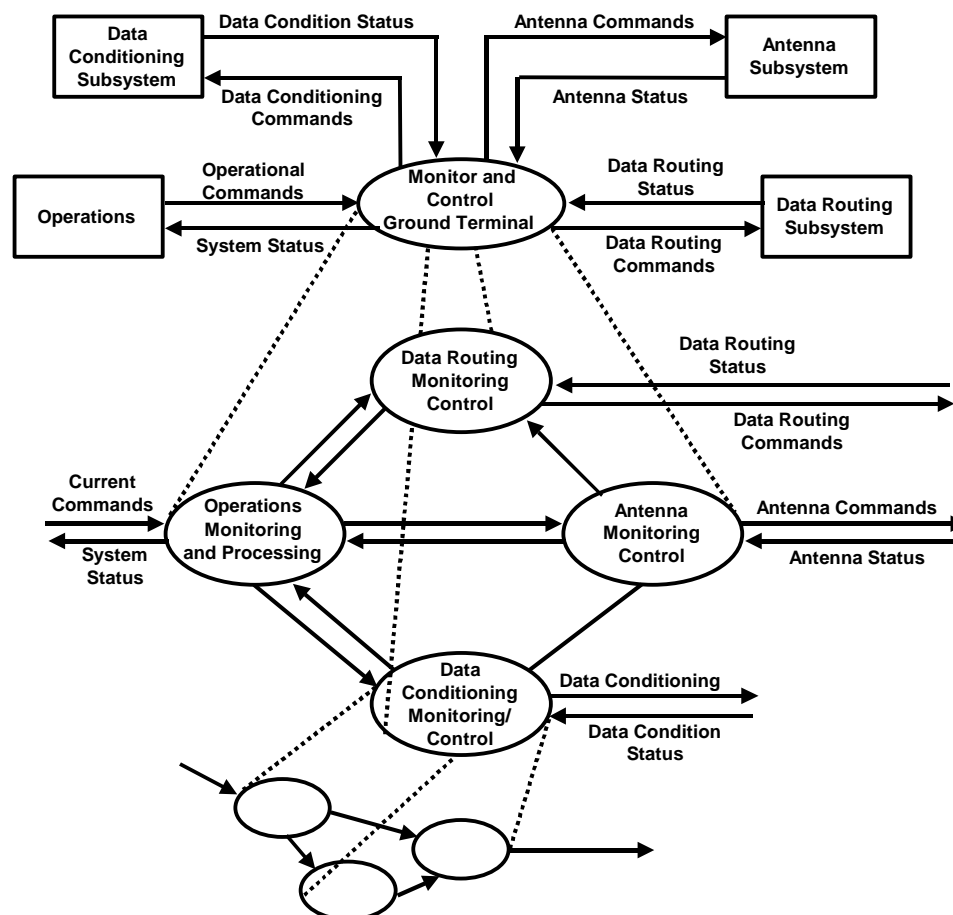 Data
Conditioning
Subsystem
Data Condition Status
Data Conditioning
Commands
Antenna Commands
Antenna Status
Antenna
Subsystem
Operations
Operational
Commands
System Status
Monitor and
Control
Ground Terminal
Data Routing
Status
Data Routing
Commands
Data Routing
Subsystem
Data Routing
Monitoring
Control
Data Routing
Status
Data Routing
Commands
Current
Commands
System
Status
Operations
Monitoring
and Processing
Antenna
Monitoring
Control
Antenna Commands
Antenna Status
Data
Conditioning
Monitoring/
Control
Data Conditioning
Data Condition
Status